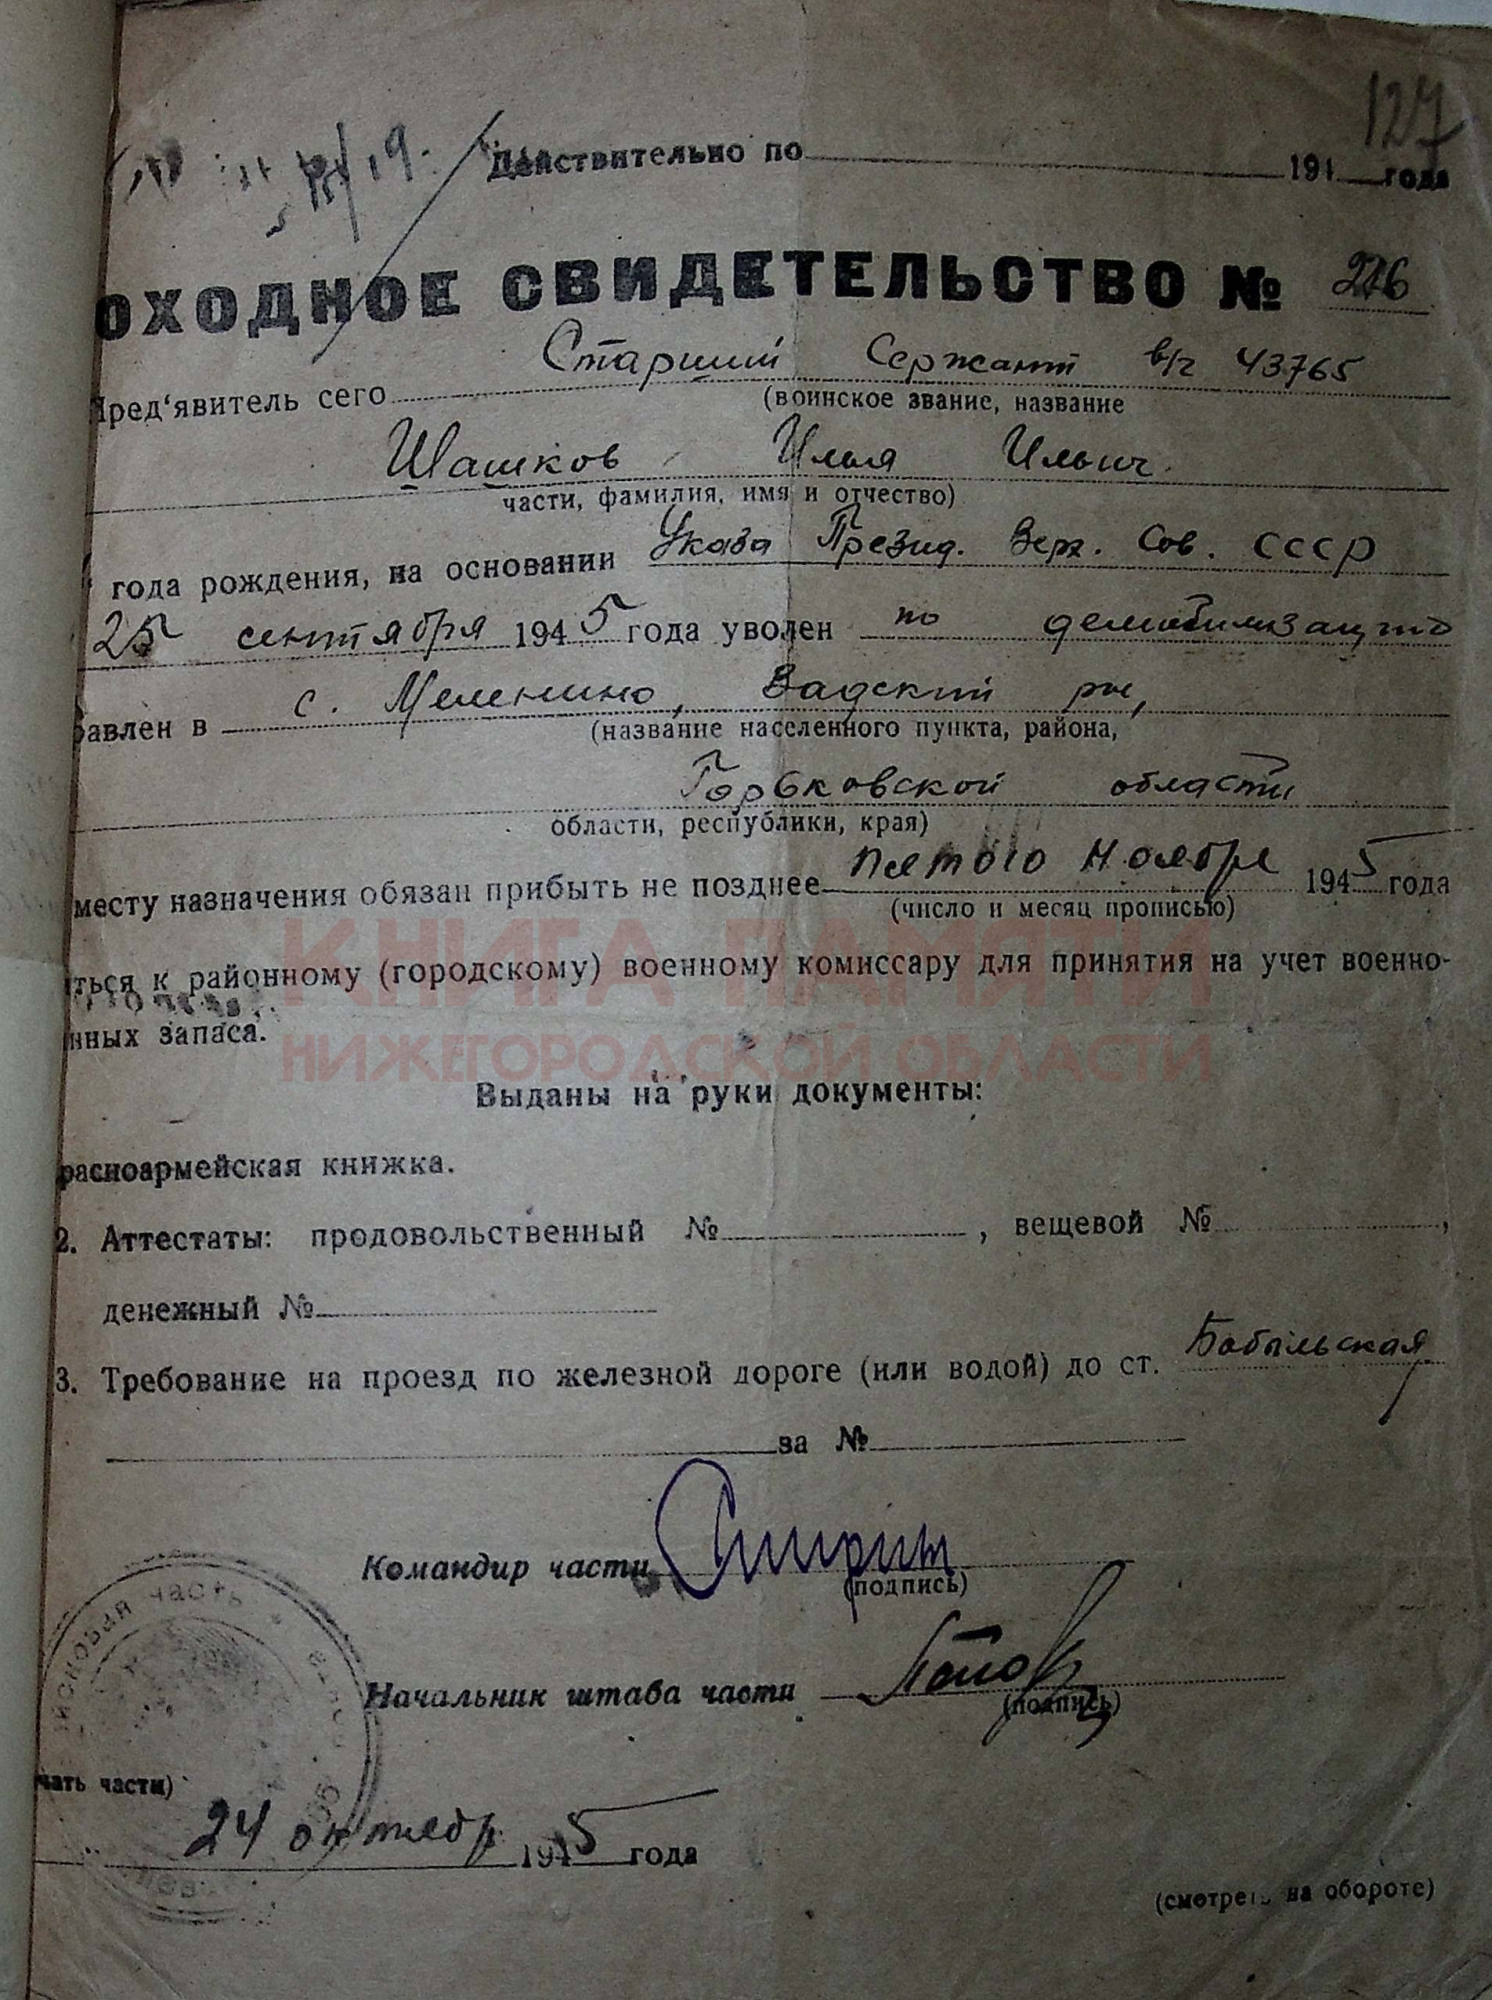 127
Действительно по 194 года
ОХОДНОЕ СВИДЕТЕЛЬСТВО № 226
Пред'явитель сего Старший Сержант в/ч 43765
(воинское звание, название
Шашков Илья Ильич
части, фамилия, имя и отчество)
года рождения, на основании Указа Презид. Верх. Сов. СССР
25 сентября 1945 года уволен по демобилизацию
авлен в с. Меленино, Вадский рн,
(название населенного пункта, района,
Горьковской области
области, республики, края)
месту назначения обязан прибыть не позднее пятого ноября 1945 года
(число и месяц прописью)
ться к районному (городскому) военному комиссару для принятия на учет военно-
нных запаса.
КНИГА ПАМЯТИ
НИЖЕГОРОДСКОЙ ОБЛАСТИ
Выданы на руки документы:
расноармейская книжка.
2. Аттестаты: продовольственный № , вещевой № ,
денежный №
3. Требование на проезд по железной дороге (или водой) до ст. Бобыльская
за №
Командир части
(подпись)
Начальник штаба части
(подпись)
чать части)
24 октябр 1945 года
(смотреть на обороте)